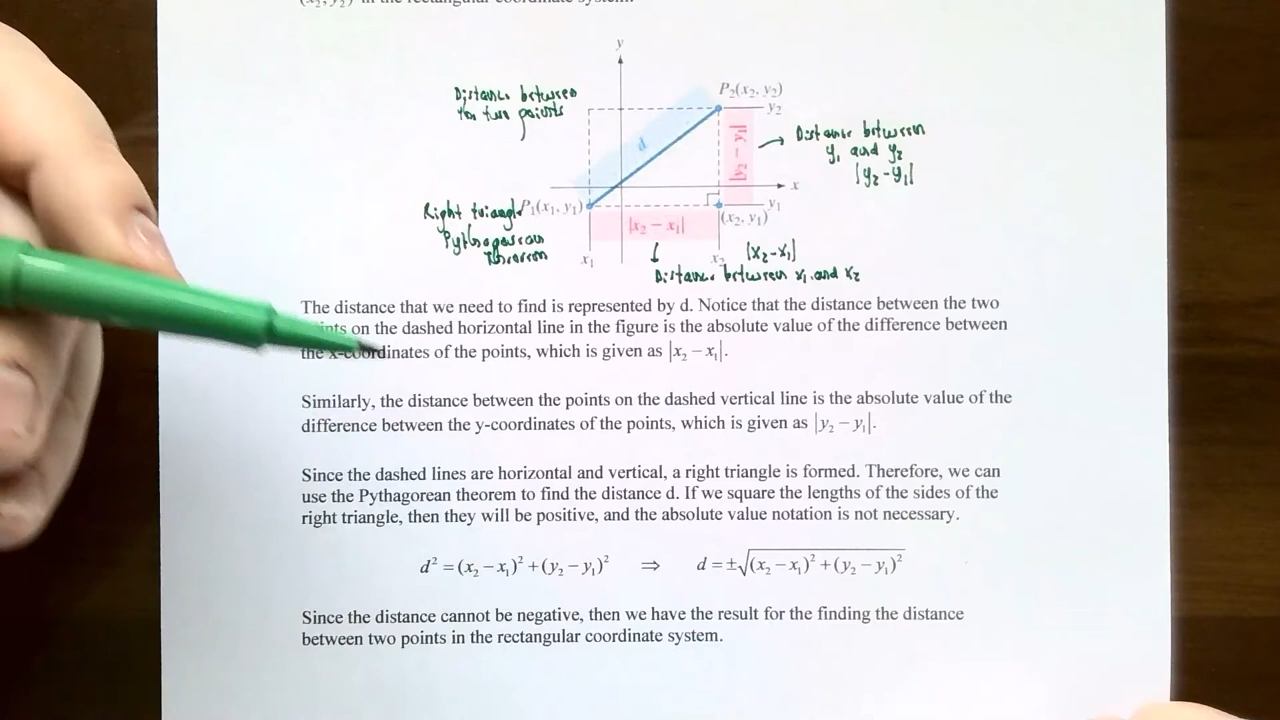 (x₂, y₂) in the rectangular coordinate system.
y
Distance between
the two points
P₂(x₂, y₂)
y₂
d
|y₂ − y₁|
Distance between
y₁ and y₂
|y₂-y₁|
x
Right triangle
Pythagorean
Theorem
P₁(x₁, y₁)
y₁
(x₂, y₁)
|x₂ − x₁|
x₁
x₂
|x₂-x₁|
Distance between x₁ and x₂
The distance that we need to find is represented by d. Notice that the distance between the two
on the dashed horizontal line in the figure is the absolute value of the difference between
the x-coordinates of the points, which is given as |x₂ − x₁|.
Similarly, the distance between the points on the dashed vertical line is the absolute value of the
difference between the y-coordinates of the points, which is given as |y₂ − y₁|.
Since the dashed lines are horizontal and vertical, a right triangle is formed. Therefore, we can
use the Pythagorean theorem to find the distance d. If we square the lengths of the sides of the
right triangle, then they will be positive, and the absolute value notation is not necessary.
d² = (x₂ − x₁)² + (y₂ − y₁)² ⇒ d = ±√(x₂ − x₁)² + (y₂ − y₁)²
Since the distance cannot be negative, then we have the result for the finding the distance
between two points in the rectangular coordinate system.